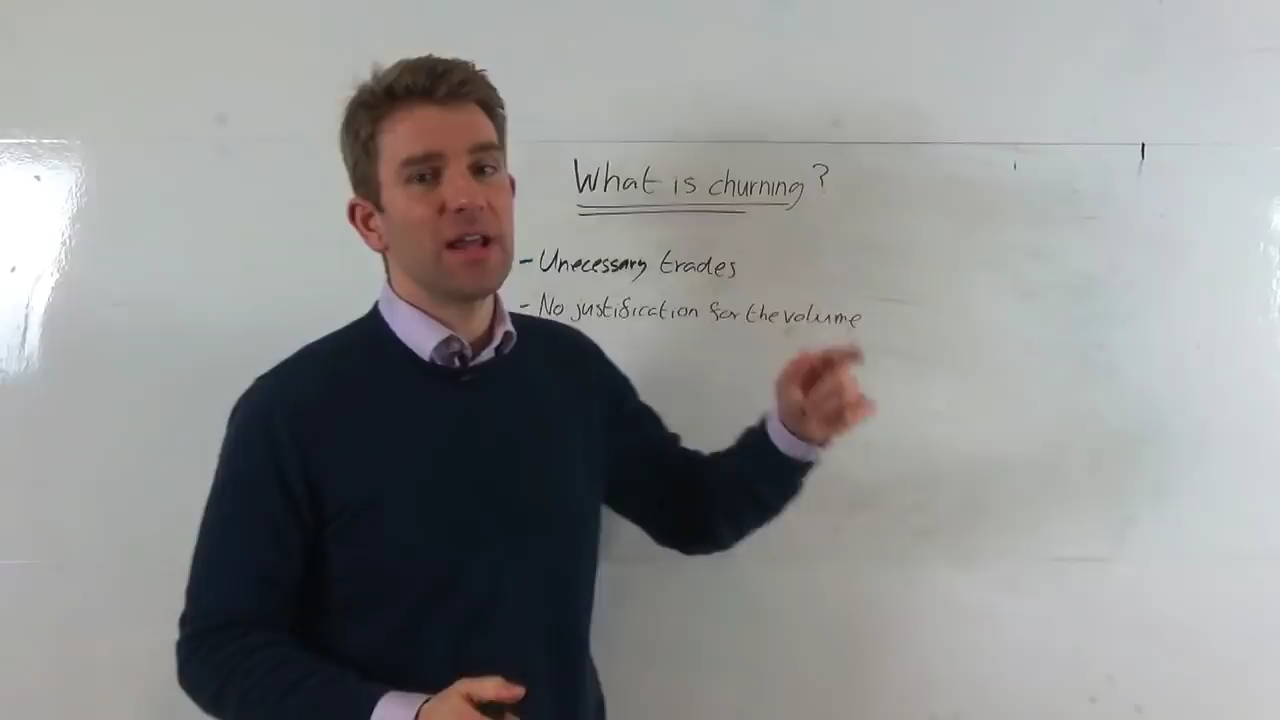 What is churning?
- Unecessary trades
- No justification for the volume